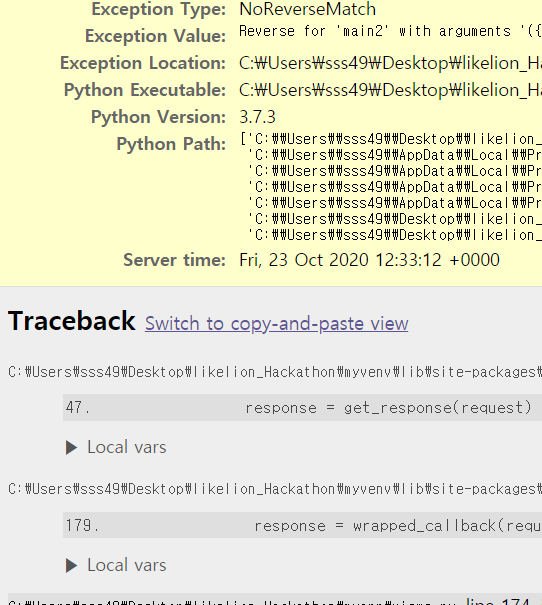 Exception Type: NoReverseMatch
Exception Value: Reverse for 'main2' with arguments '({
Exception Location: C:₩Users₩sss49₩Desktop₩likelion_Ha
Python Executable: C:₩Users₩sss49₩Desktop₩likelion_Ha
Python Version: 3.7.3
Python Path: ['C:₩₩Users₩₩sss49₩₩Desktop₩₩likelion_
'C:₩₩Users₩₩sss49₩₩AppData₩₩Local₩₩Pr
'C:₩₩Users₩₩sss49₩₩AppData₩₩Local₩₩Pr
'C:₩₩Users₩₩sss49₩₩AppData₩₩Local₩₩Pr
'C:₩₩Users₩₩sss49₩₩AppData₩₩Local₩₩Pr
'C:₩₩Users₩₩sss49₩₩Desktop₩₩likelion_
'C:₩₩Users₩₩sss49₩₩Desktop₩₩likelion_
Server time: Fri, 23 Oct 2020 12:33:12 +0000
Traceback Switch to copy-and-paste view
C:₩Users₩sss49₩Desktop₩likelion_Hackathon₩myvenv₩lib₩site-packages₩
47. response = get_response(request)
▶ Local vars
C:₩Users₩sss49₩Desktop₩likelion_Hackathon₩myvenv₩lib₩site-packages₩
179. response = wrapped_callback(requ
▶ Local vars
line 174